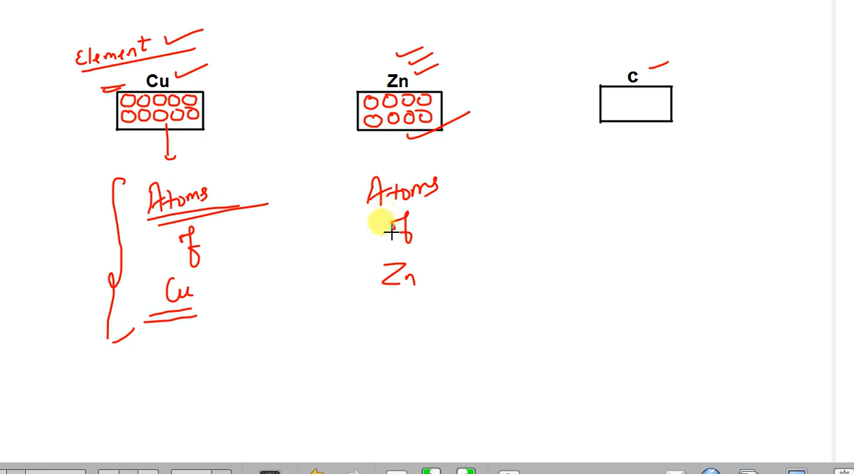 Element
Cu
Zn
c
Atoms
of
Cu
Atoms
of
Zn